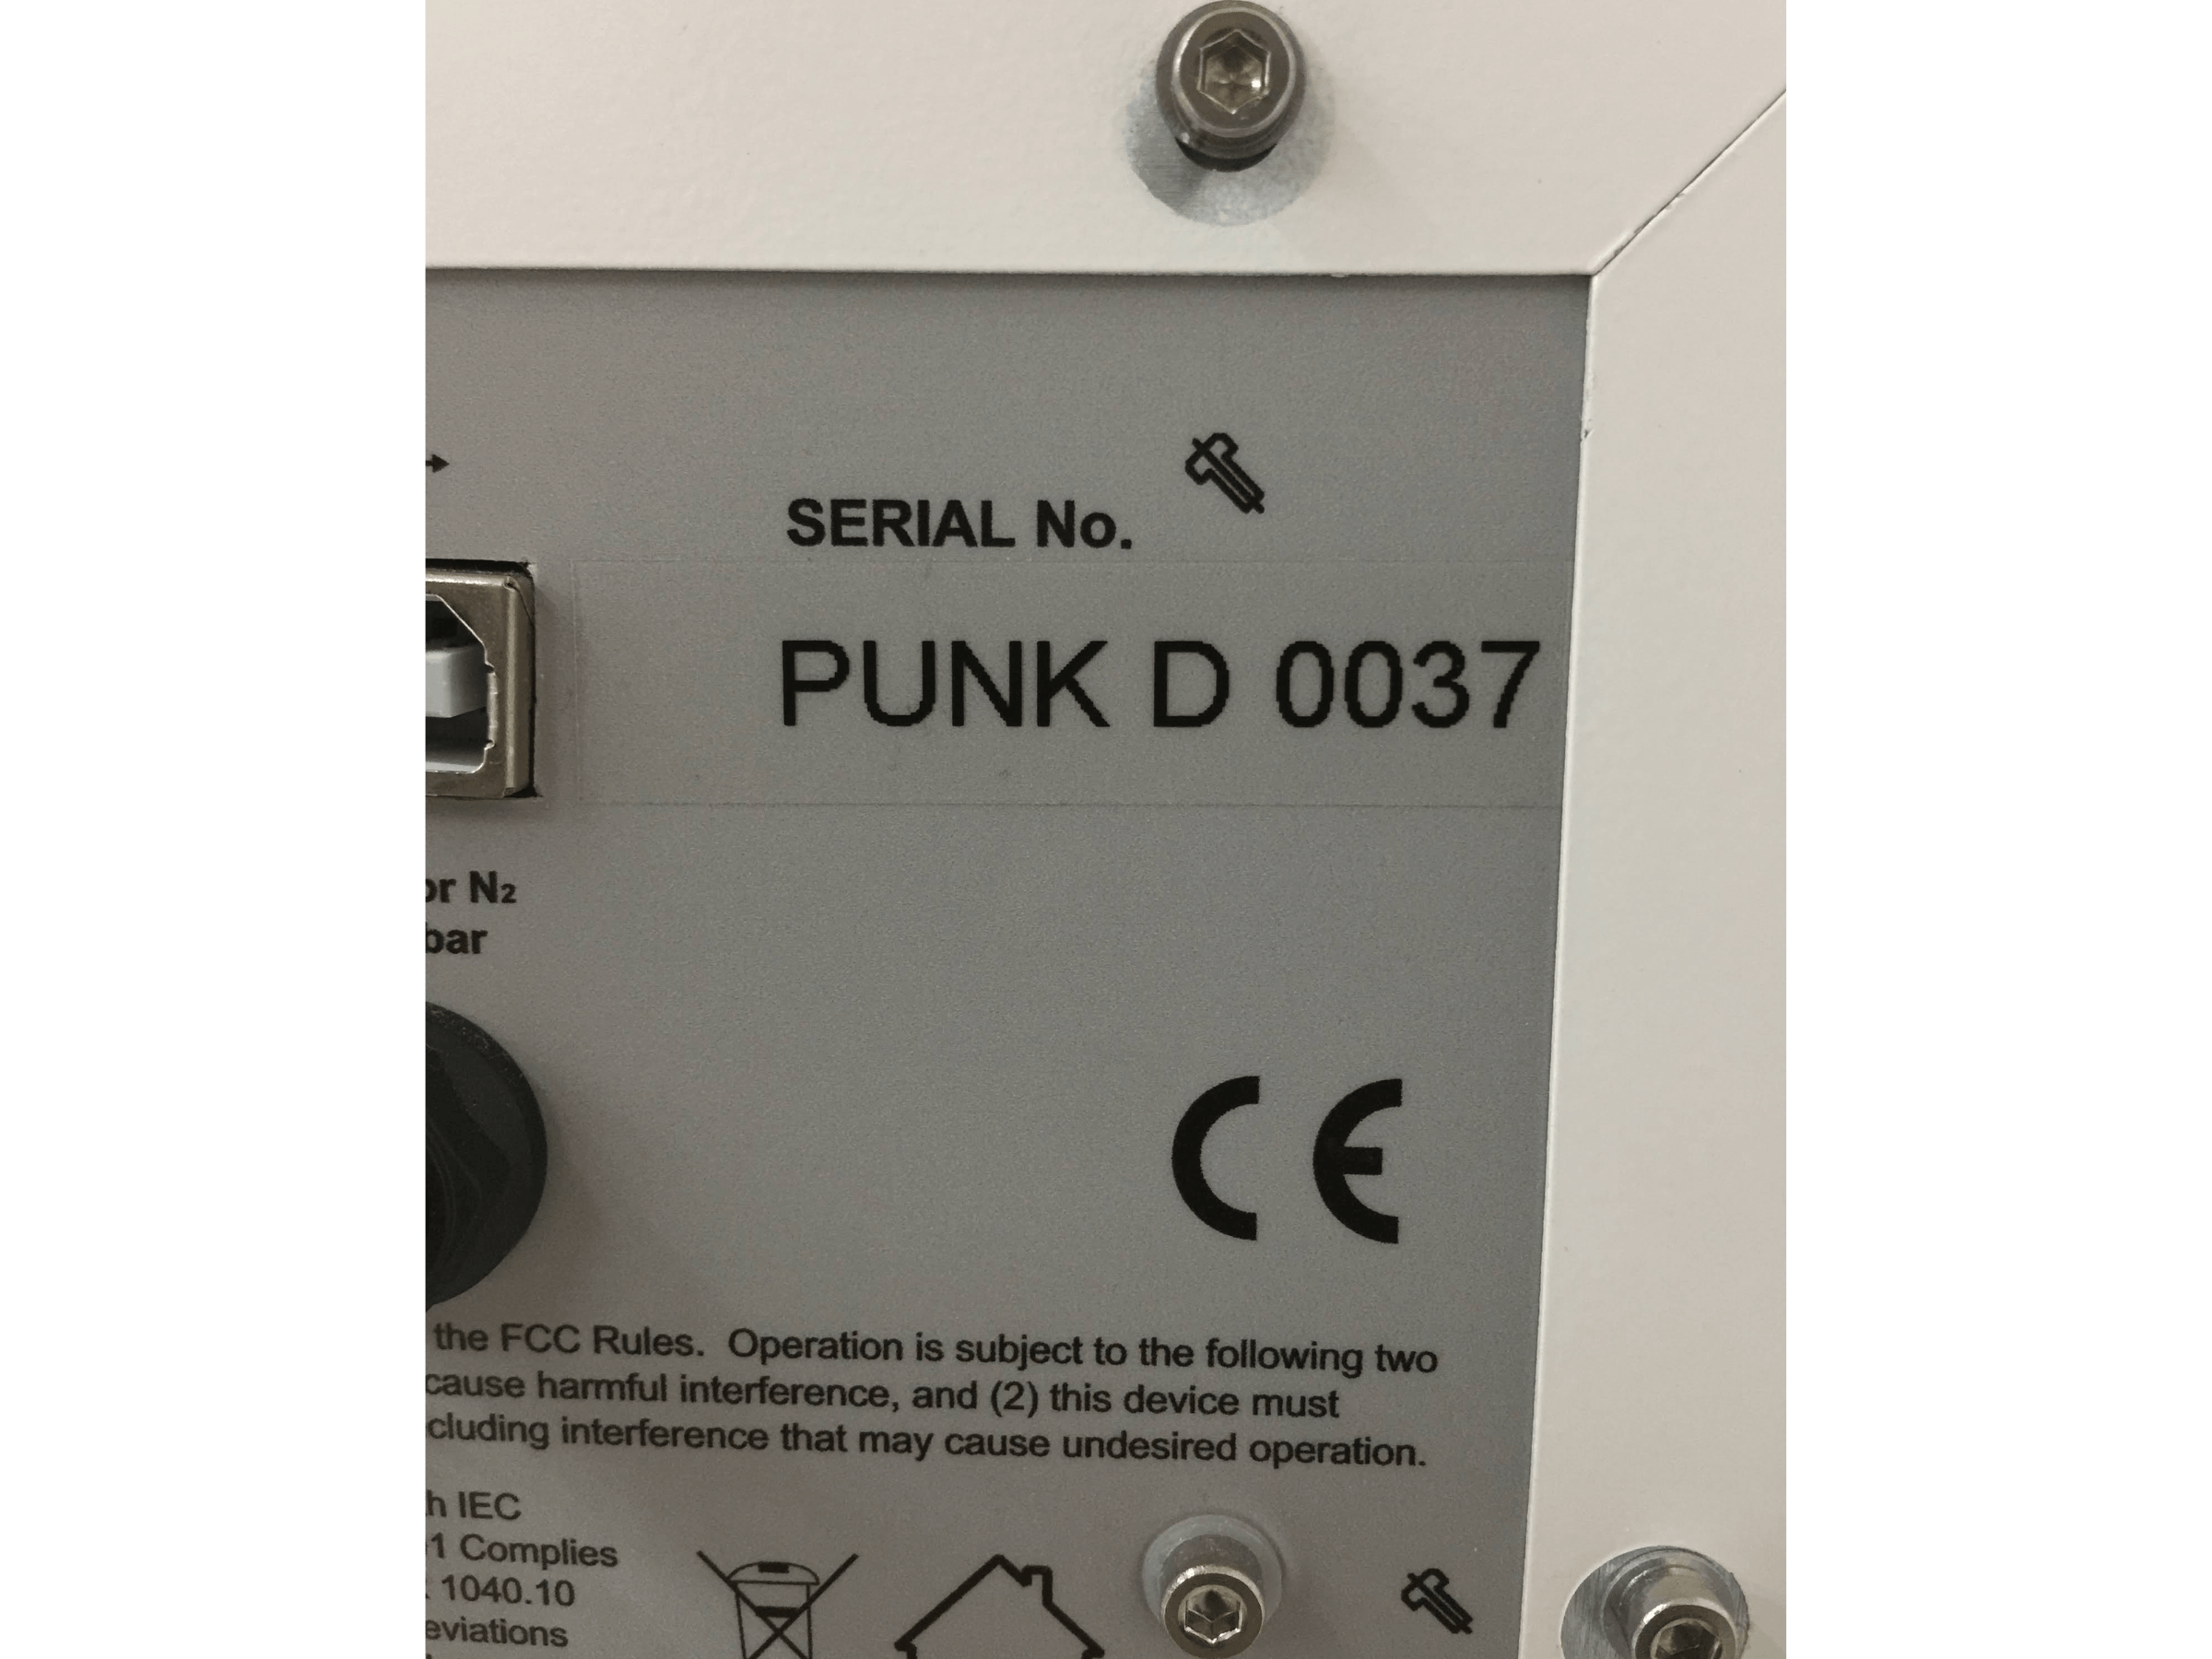 SERIAL No.
PUNK D 0037
or N₂
bar
CE
the FCC Rules. Operation is subject to the following two
cause harmful interference, and (2) this device must
cluding interference that may cause undesired operation.
h IEC
1 Complies
1040.10
eviations